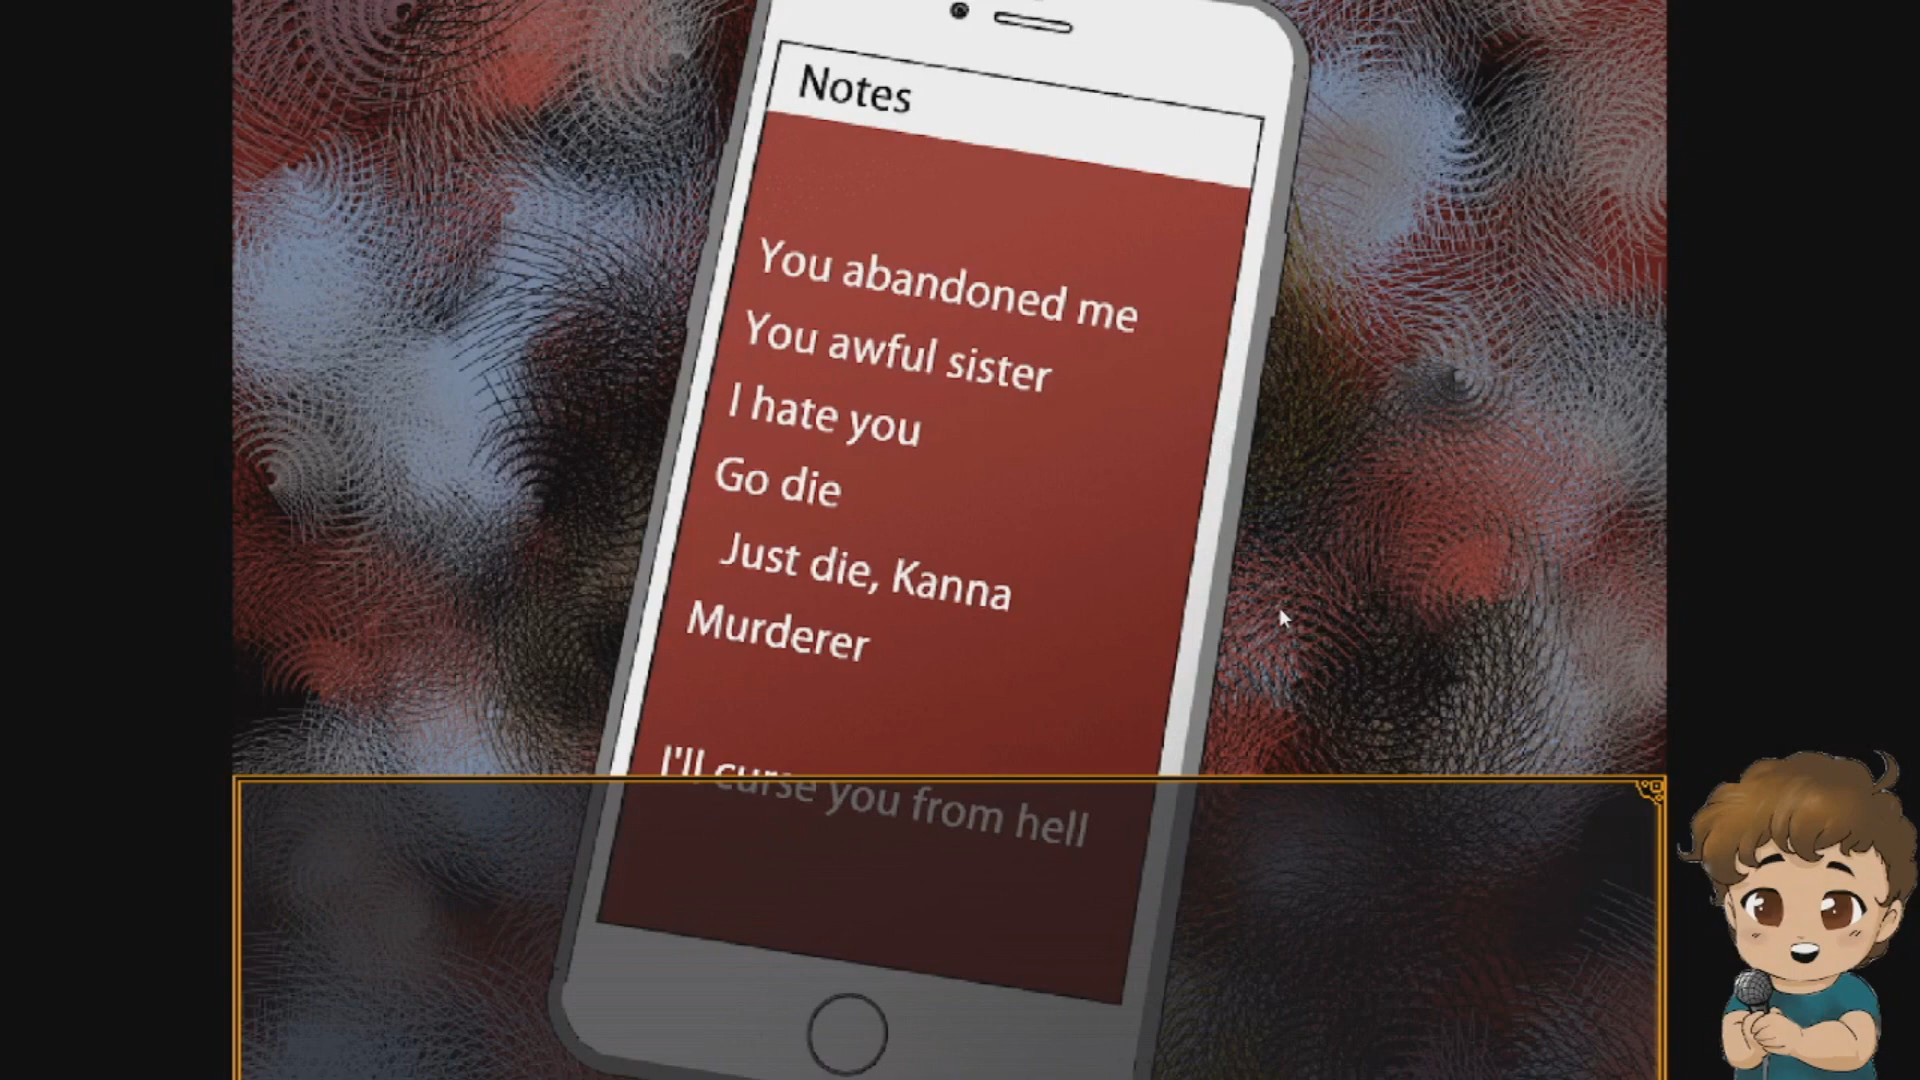 Notes
You abandoned me
You awful sister
I hate you
Go die
Just die, Kanna
Murderer
I'll curse you from hell